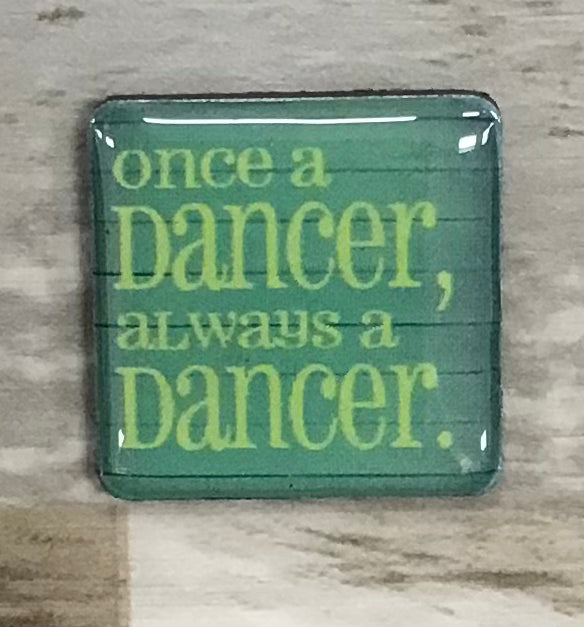 once a
Dancer,
aLways a
Dancer.